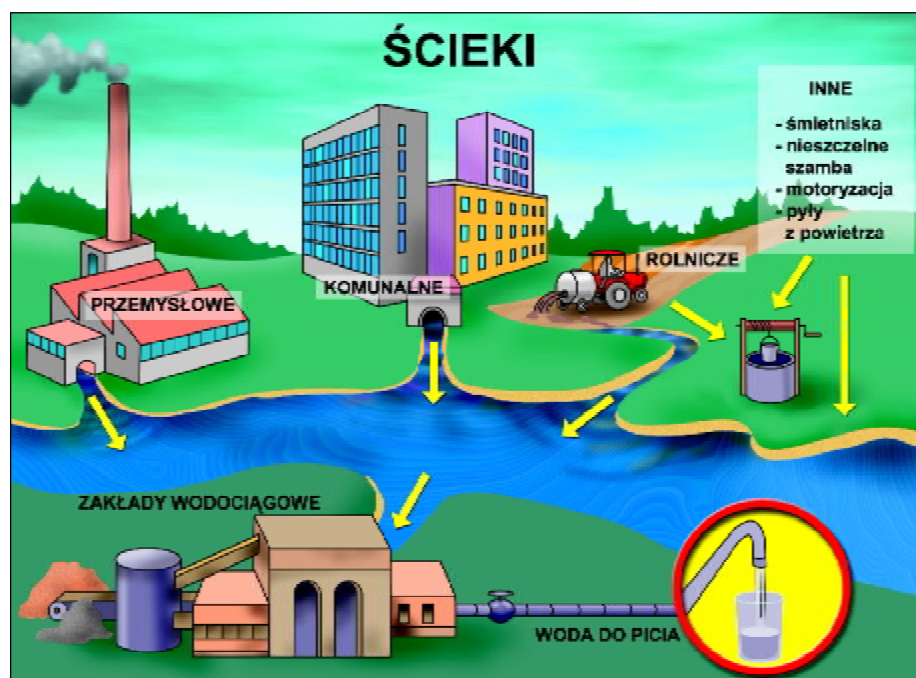 ŚCIEKI
INNE
- śmietniska
- nieszczelne
szamba
- motoryzacja
- pyły
z powietrza
ROLNICZE
KOMUNALNE
PRZEMYSŁOWE
ZAKŁADY WODOCIĄGOWE
WODA DO PICIA